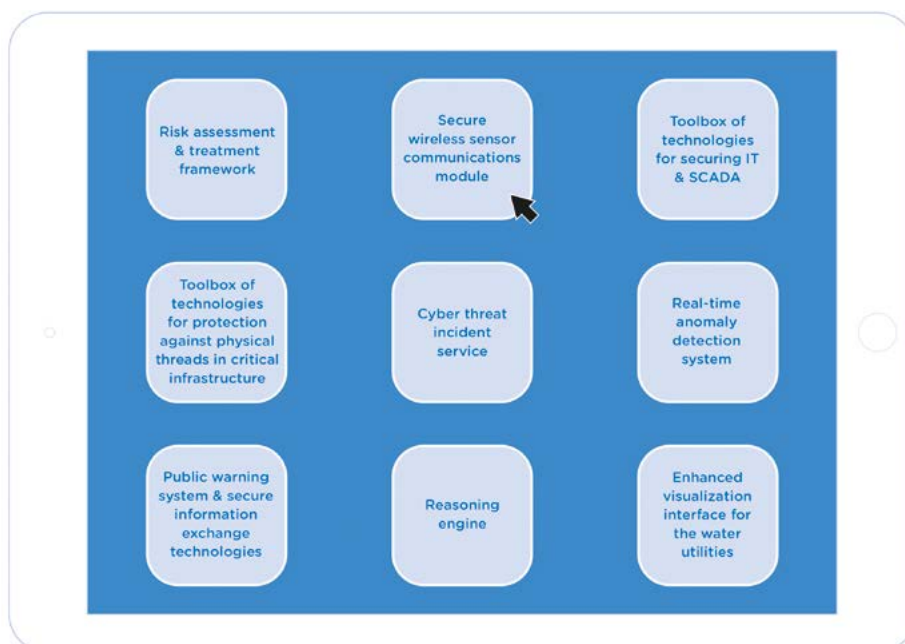 Risk assessment
& treatment
framework
Secure
wireless sensor
communications
module
Toolbox of
technologies
for securing IT
& SCADA
Toolbox of
technologies
for protection
against physical
threads in critical
infrastructure
Cyber threat
incident
service
Real-time
anomaly
detection
system
Public warning
system & secure
information
exchange
technologies
Reasoning
engine
Enhanced
visualization
interface for
the water
utilities